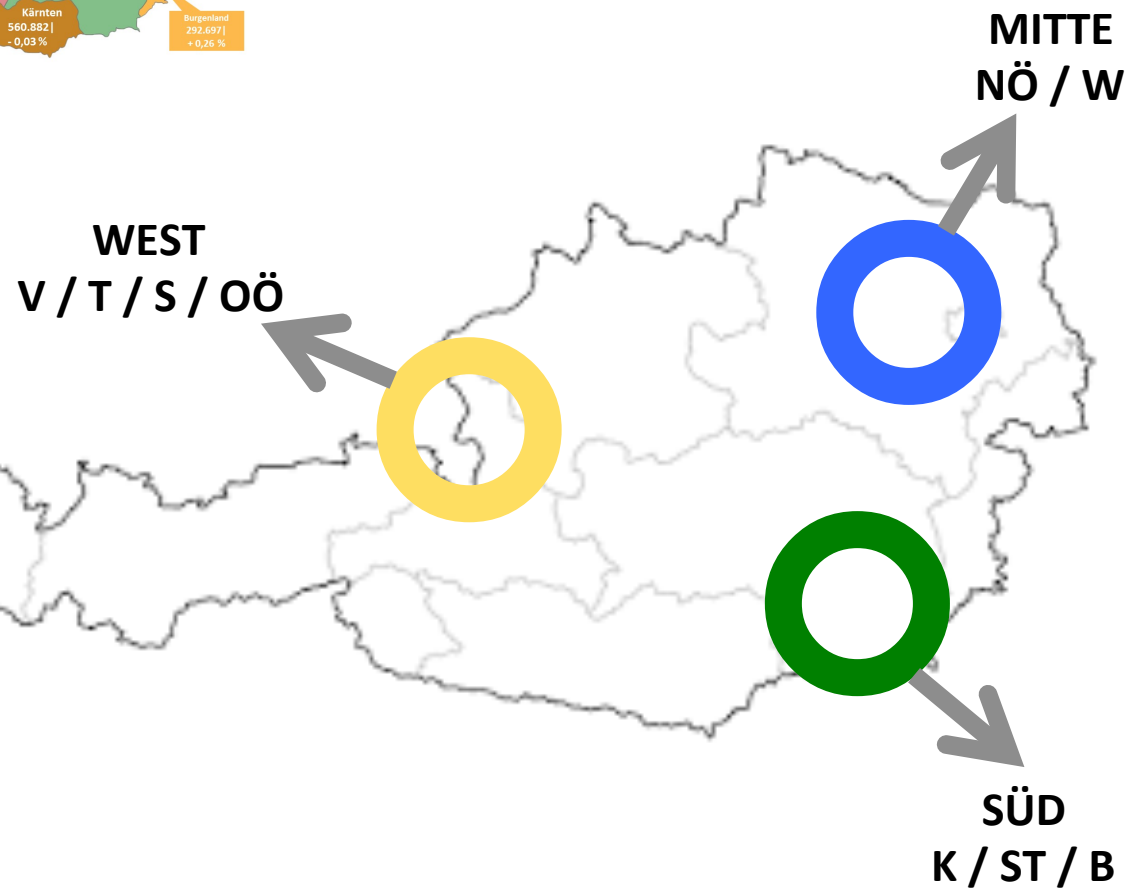 Kärnten
560.882|
- 0,03 %
Burgenland
292.697|
+ 0,26 %
MITTE
NÖ / W
WEST
V / T / S / OÖ
SÜD
K / ST / B